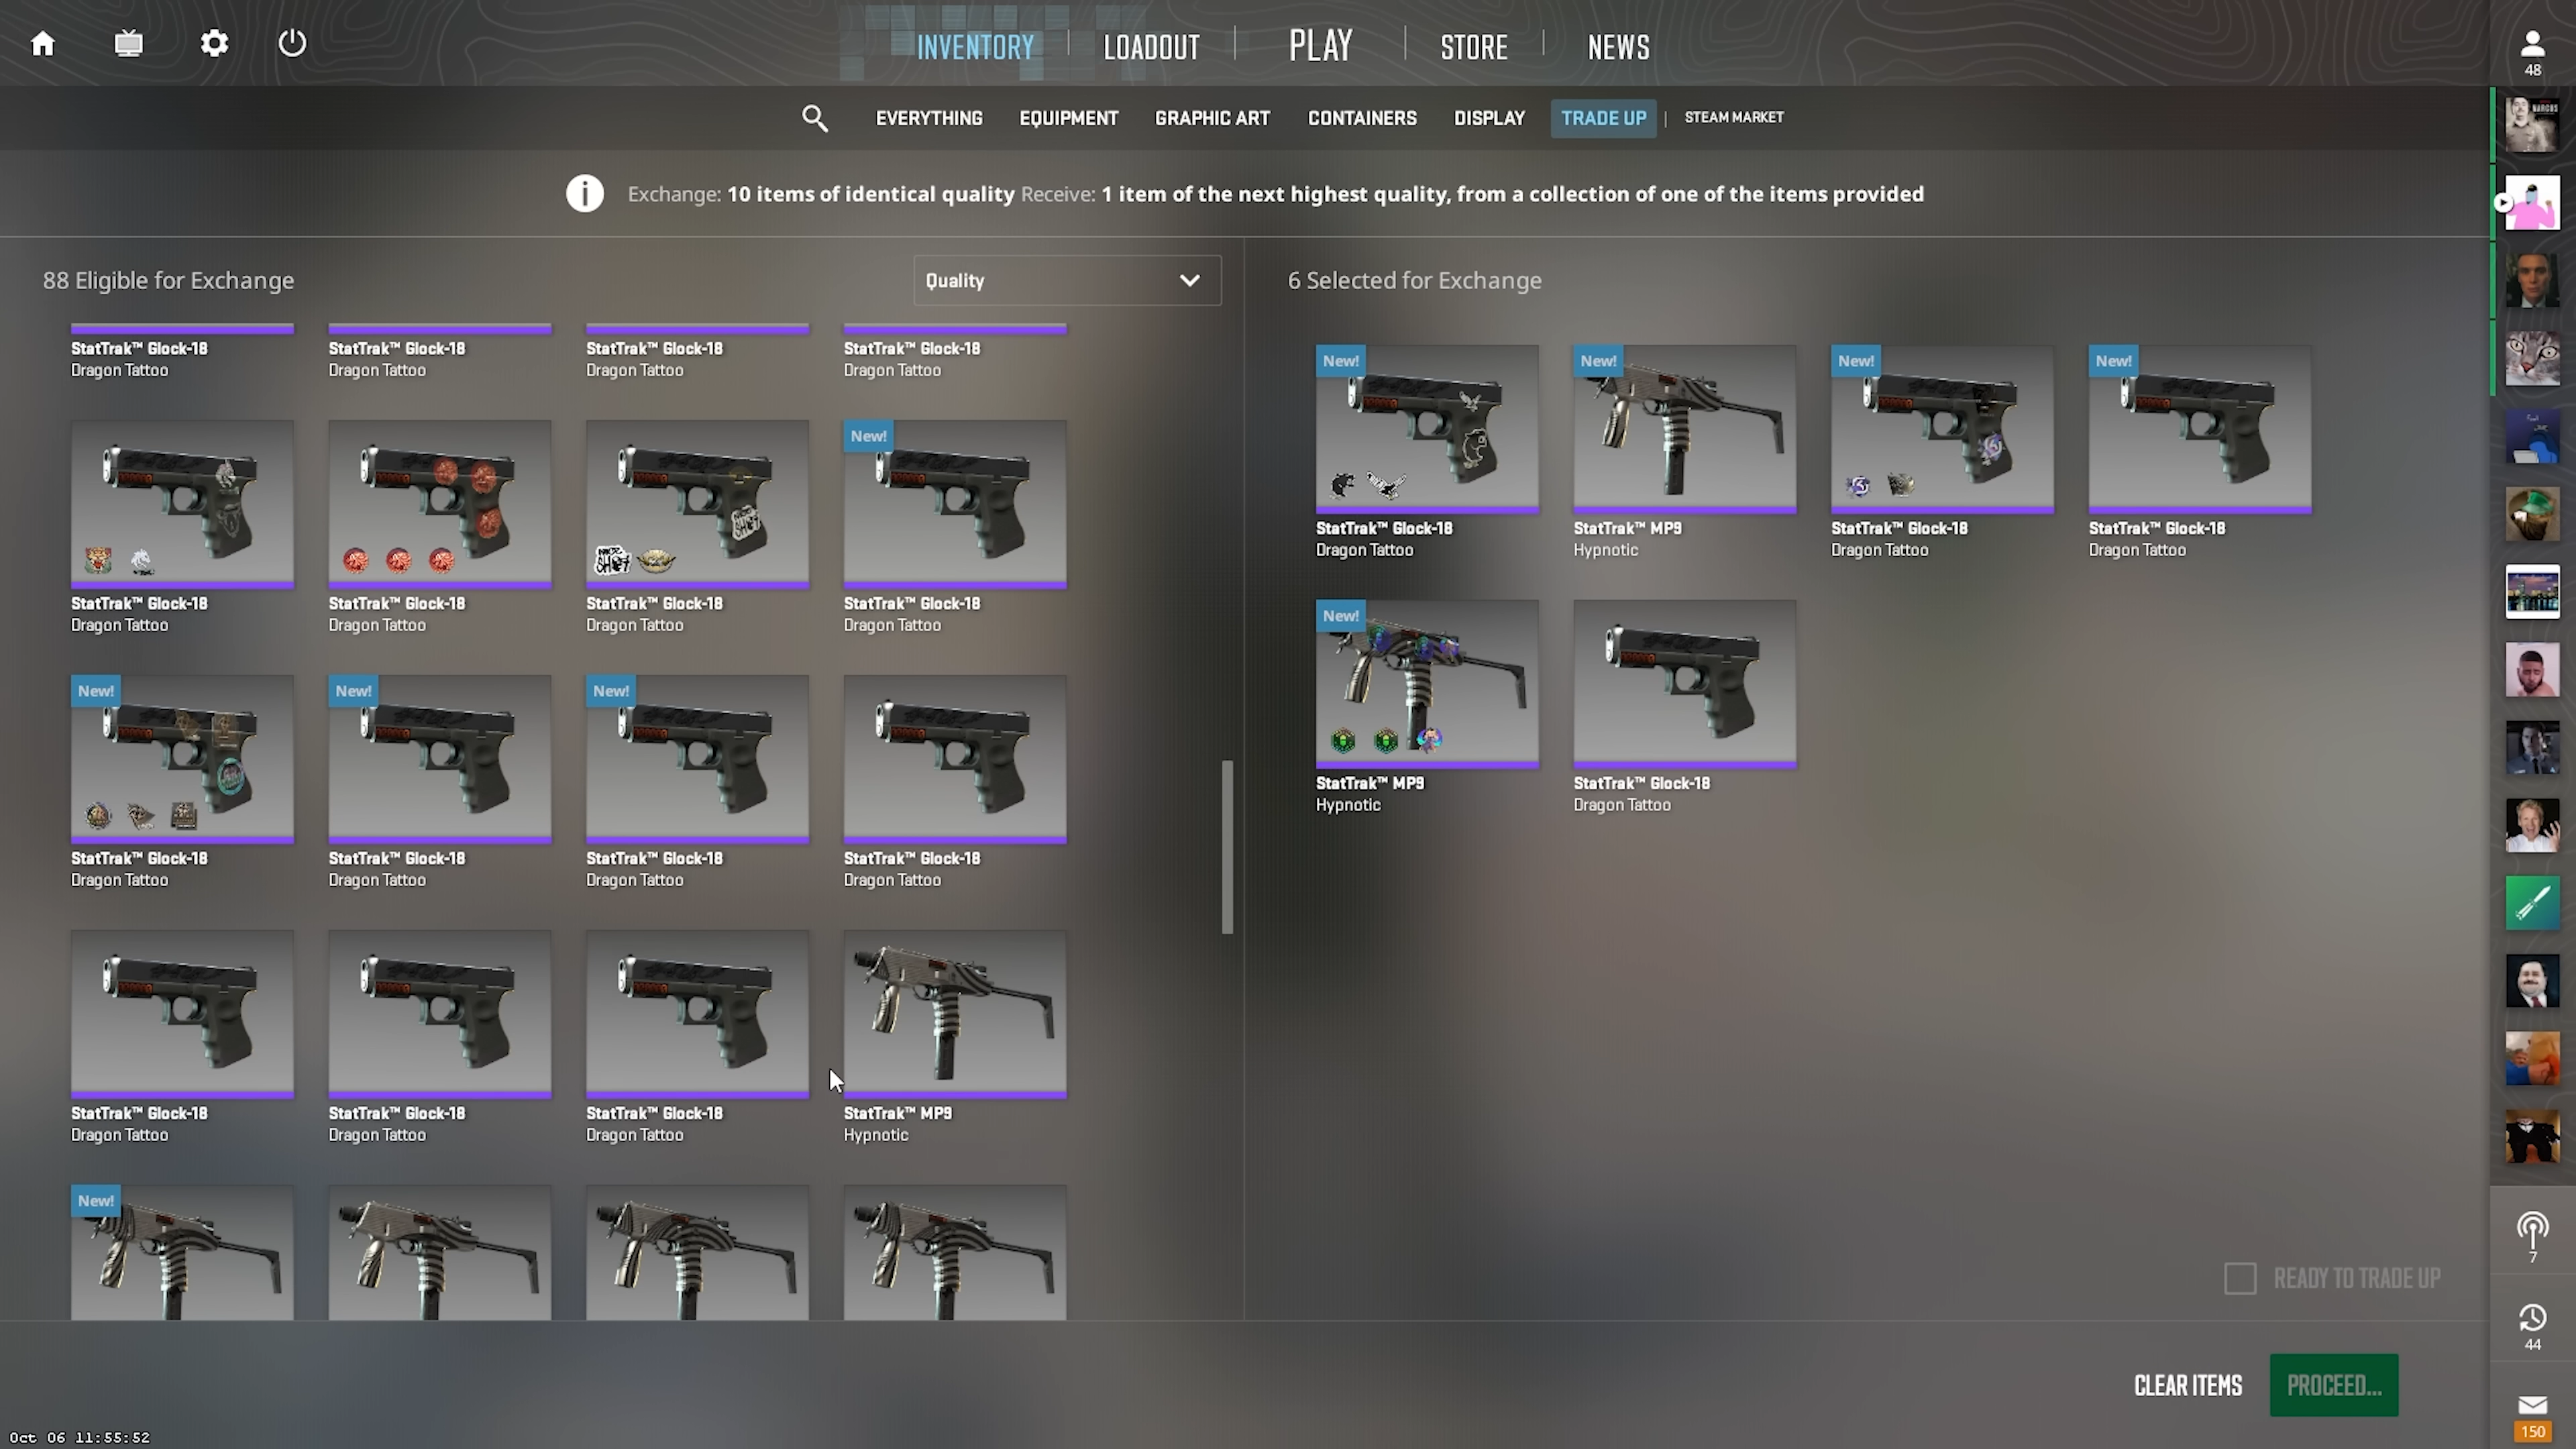 INVENTORY
LOADOUT
PLAY
STORE
NEWS
48
EVERYTHING
EQUIPMENT
GRAPHIC ART
CONTAINERS
DISPLAY
TRADE UP
STEAM MARKET
Exchange: 10 items of identical quality Receive: 1 item of the next highest quality, from a collection of one of the items provided
88 Eligible for Exchange
Quality
6 Selected for Exchange
StatTrak™ Glock-18
Dragon Tattoo
StatTrak™ Glock-18
Dragon Tattoo
StatTrak™ Glock-18
Dragon Tattoo
StatTrak™ Glock-18
Dragon Tattoo
StatTrak™ Glock-18
Dragon Tattoo
StatTrak™ Glock-18
Dragon Tattoo
StatTrak™ Glock-18
Dragon Tattoo
New!
StatTrak™ Glock-18
Dragon Tattoo
New!
StatTrak™ Glock-18
Dragon Tattoo
New!
StatTrak™ Glock-18
Dragon Tattoo
New!
StatTrak™ Glock-18
Dragon Tattoo
StatTrak™ Glock-18
Dragon Tattoo
StatTrak™ Glock-18
Dragon Tattoo
StatTrak™ Glock-18
Dragon Tattoo
StatTrak™ Glock-18
Dragon Tattoo
StatTrak™ MP9
Hypnotic
New!
New!
StatTrak™ Glock-18
Dragon Tattoo
New!
StatTrak™ MP9
Hypnotic
New!
StatTrak™ Glock-18
Dragon Tattoo
New!
StatTrak™ Glock-18
Dragon Tattoo
New!
StatTrak™ MP9
Hypnotic
StatTrak™ Glock-18
Dragon Tattoo
READY TO TRADE UP
CLEAR ITEMS
PROCEED...
7
44
150
Oct 06 11:55:52